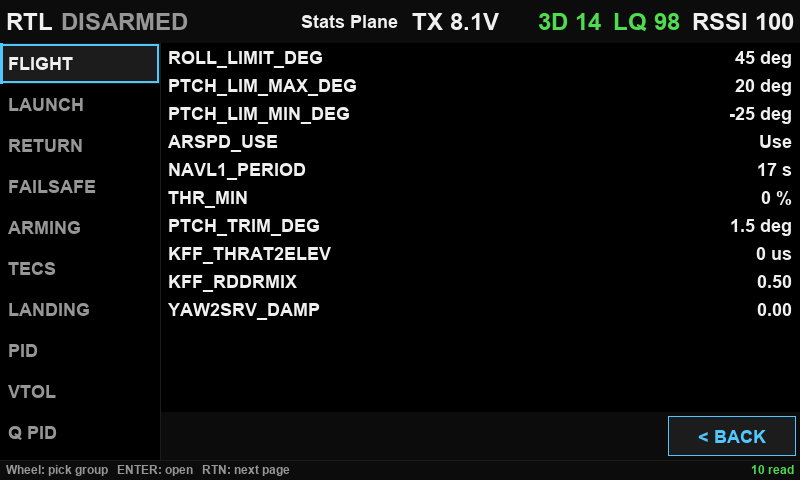 RTL DISARMED Stats Plane TX 8.1V 3D 14 LQ 98 RSSI 100
FLIGHT
LAUNCH
RETURN
FAILSAFE
ARMING
TECS
LANDING
PID
VTOL
Q PID
ROLL_LIMIT_DEG 45 deg
PTCH_LIM_MAX_DEG 20 deg
PTCH_LIM_MIN_DEG -25 deg
ARSPD_USE Use
NAVL1_PERIOD 17 s
THR_MIN 0 %
PTCH_TRIM_DEG 1.5 deg
KFF_THRAT2ELEV 0 us
KFF_RDDRMIX 0.50
YAW2SRV_DAMP 0.00
< BACK
Wheel: pick group ENTER: open RTN: next page 10 read